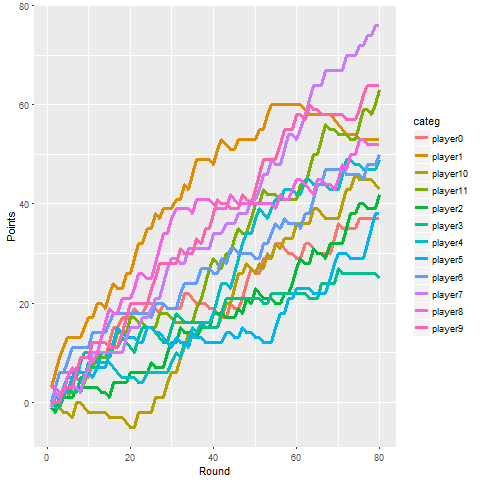 80
60
40
20
0
Points
0
20
40
60
80
Round
categ
player0
player1
player10
player11
player2
player3
player4
player5
player6
player7
player8
player9